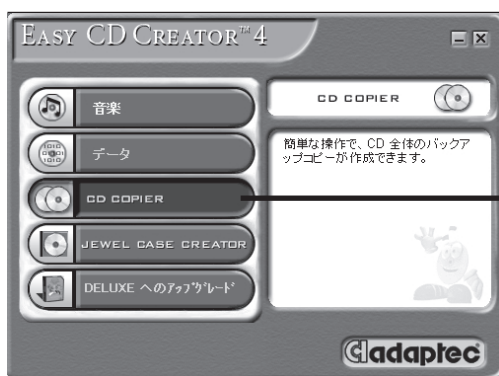 EASY CD CREATOR™ 4
音楽
データ
CD COPIER
JEWEL CASE CREATOR
DELUXE へのｱｯﾌﾟｸﾞﾚｰﾄﾞ
CD COPIER
簡単な操作で、CD 全体のバックア
ップコピーが作成できます。
adaptec